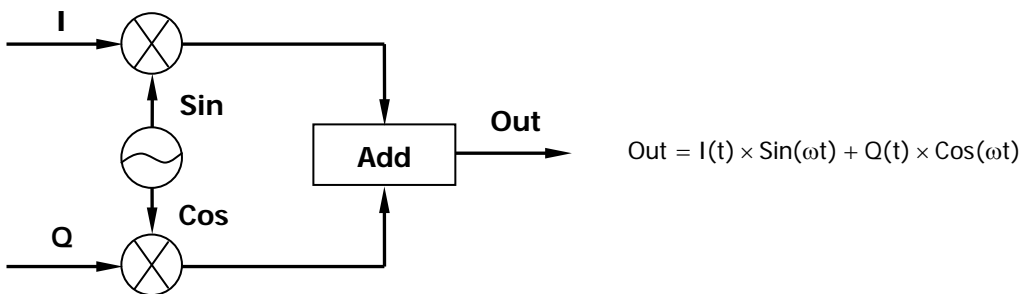 I
Sin
Out
Add
Out = I(t) × Sin(ωt) + Q(t) × Cos(ωt)
Cos
Q